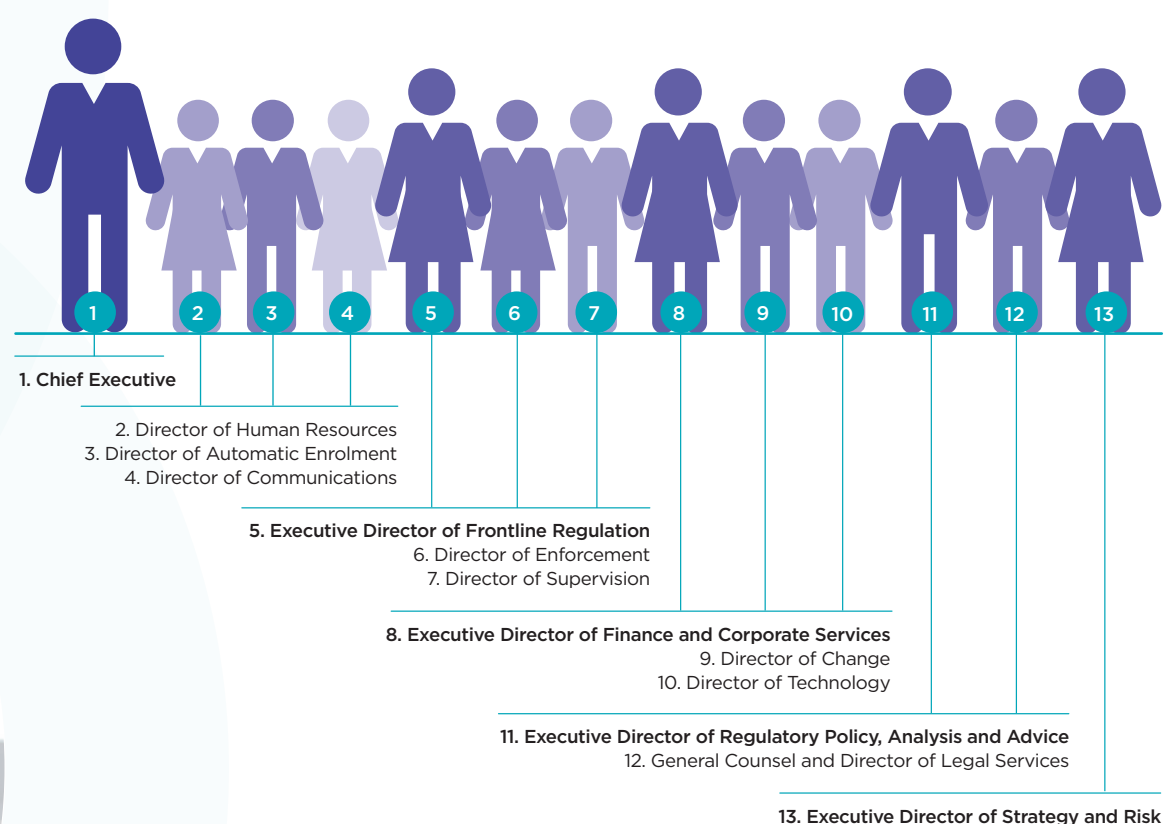 1 2 3 4 5 6 7 8 9 10 11 12 13
1. Chief Executive
2. Director of Human Resources
3. Director of Automatic Enrolment
4. Director of Communications
5. Executive Director of Frontline Regulation
6. Director of Enforcement
7. Director of Supervision
8. Executive Director of Finance and Corporate Services
9. Director of Change
10. Director of Technology
11. Executive Director of Regulatory Policy, Analysis and Advice
12. General Counsel and Director of Legal Services
13. Executive Director of Strategy and Risk